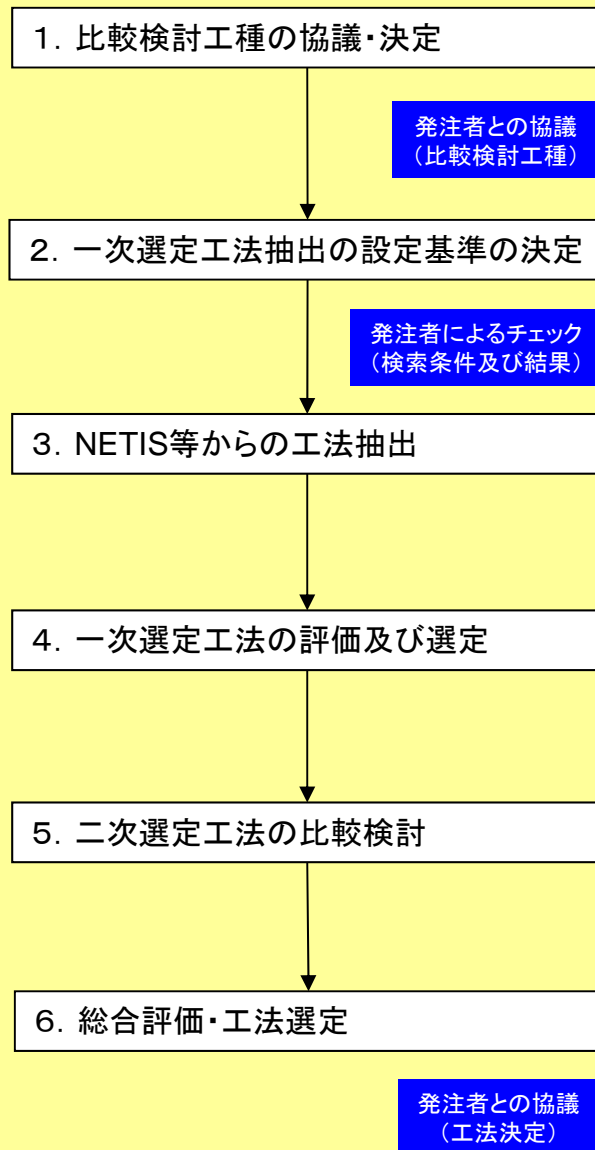 １．比較検討工種の協議・決定
発注者との協議
（比較検討工種）
２．一次選定工法抽出の設定基準の決定
発注者によるチェック
（検索条件及び結果）
３．NETIS等からの工法抽出
４．一次選定工法の評価及び選定
５．二次選定工法の比較検討
６．総合評価・工法選定
発注者との協議
（工法決定）